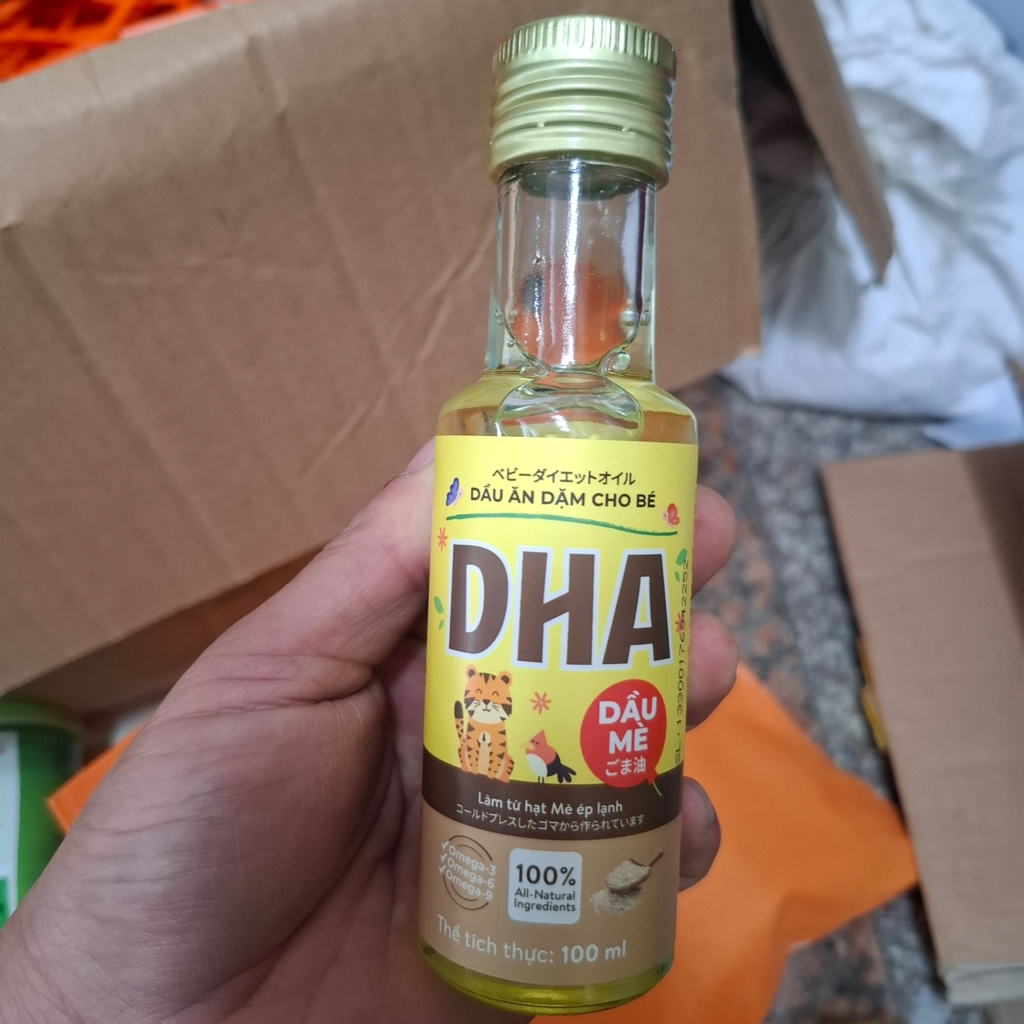 ベビーダイエットオイル
DẦU ĂN DẶM CHO BÉ
DHA
DẦU
MÈ
ごま油
Làm từ hạt Mè ép lạnh
コールドプレスしたゴマから作られています
Omega-3
Omega-6
Omega-9
100%
All-Natural
Ingredients
Thể tích thực: 100 ml